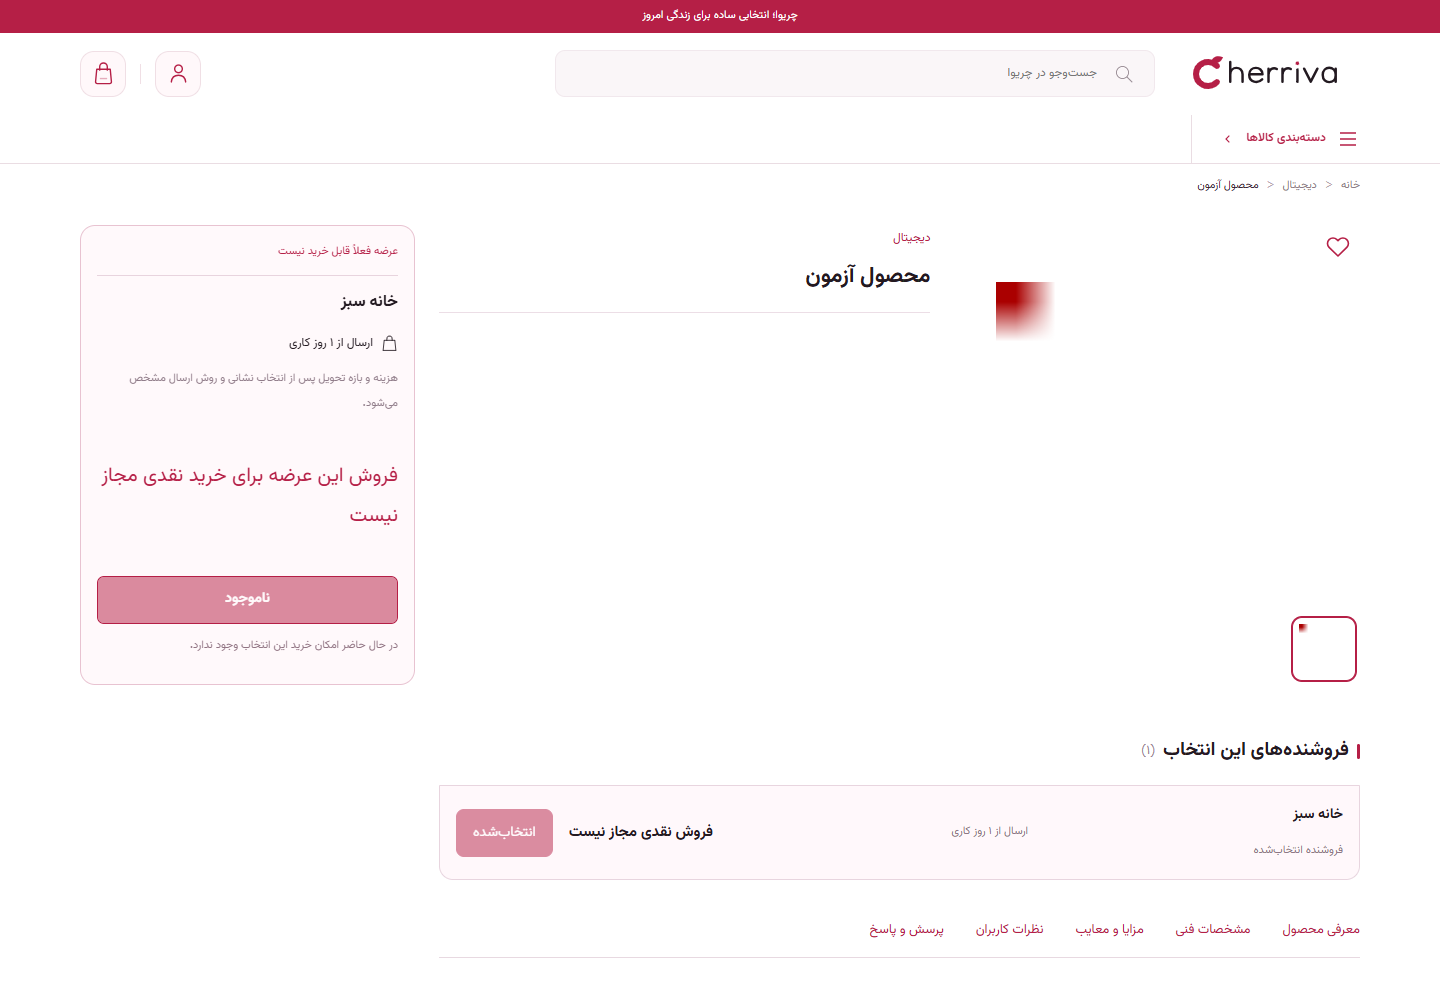 چریوا؛ انتخابی ساده برای زندگی امروز
herriva
جست‌وجو در چریوا
دسته‌بندی کالاها
خانه > دیجیتال > محصول آزمون
دیجیتال
محصول آزمون
عرضه فعلاً قابل خرید نیست
خانه سبز
ارسال از ۱ روز کاری
هزینه و بازه تحویل پس از انتخاب نشانی و روش ارسال مشخص
می‌شود.
فروش این عرضه برای خرید نقدی مجاز
نیست
ناموجود
در حال حاضر امکان خرید این انتخاب وجود ندارد.
فروشنده‌های این انتخاب (۱)
خانه سبز
فروشنده انتخاب‌شده
ارسال از ۱ روز کاری
فروش نقدی مجاز نیست
انتخاب‌شده
معرفی محصول مشخصات فنی مزایا و معایب نظرات کاربران پرسش و پاسخ